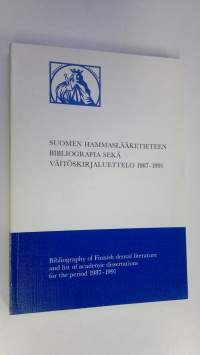 SUOMEN HAMMASLÄÄKETIETEEN
BIBLIOGRAFIA SEKÄ
VÄITÖSKIRJALUETTELO 1987–1991
Bibliography of Finnish dental literature
and list of academic dissertations
for the period 1987–1991